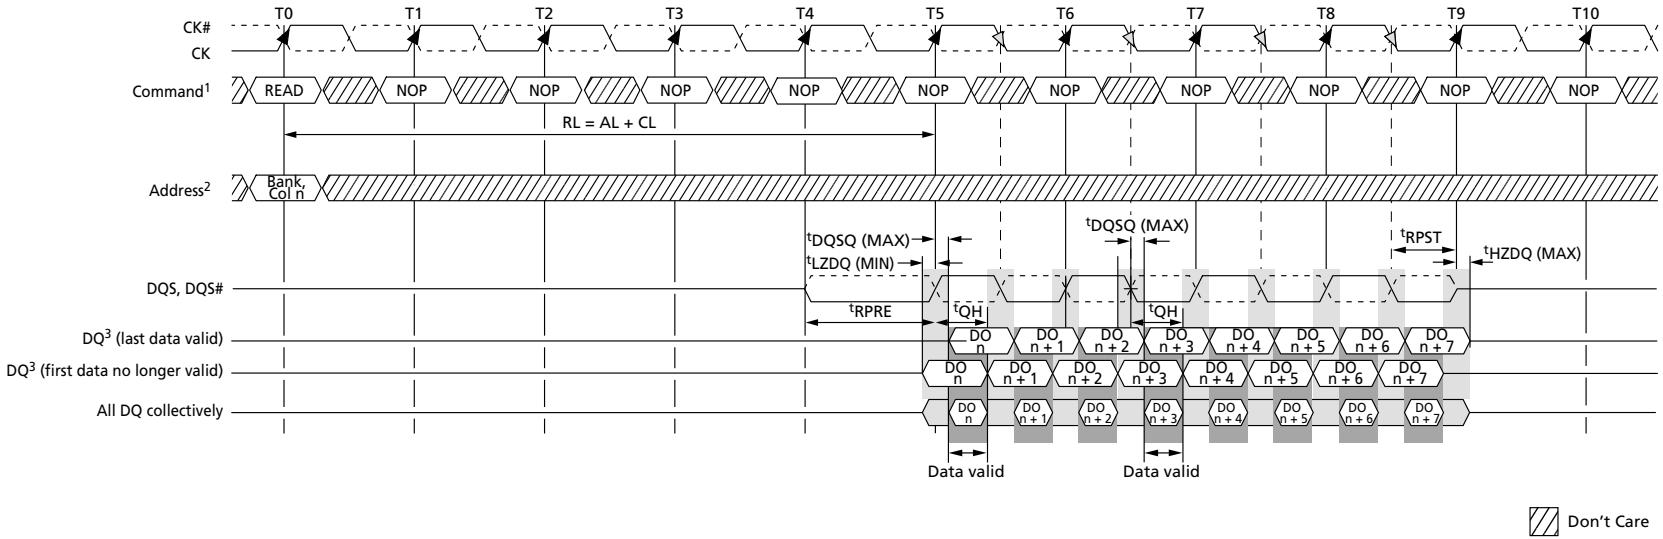 T0 T1 T2 T3 T4 T5 T6 T7 T8 T9 T10
CK#
CK
Command1 READ NOP NOP NOP NOP NOP NOP NOP NOP NOP NOP
RL = AL + CL
Address2 Bank,
Col n
tDQSQ (MAX) tDQSQ (MAX) tRPST
tLZDQ (MIN) tHZDQ (MAX)
DQS, DQS#
tRPRE tQH tQH
DQ3 (last data valid) DO DO DO DO DO DO DO DO
n n + 1 n + 2 n + 3 n + 4 n + 5 n + 6 n + 7
DQ3 (first data no longer valid) DO DO DO DO DO DO DO DO
n n + 1 n + 2 n + 3 n + 4 n + 5 n + 6 n + 7
All DQ collectively DO DO DO DO DO DO DO DO
n n + 1 n + 2 n + 3 n + 4 n + 5 n + 6 n + 7
Data valid Data valid
Don't Care